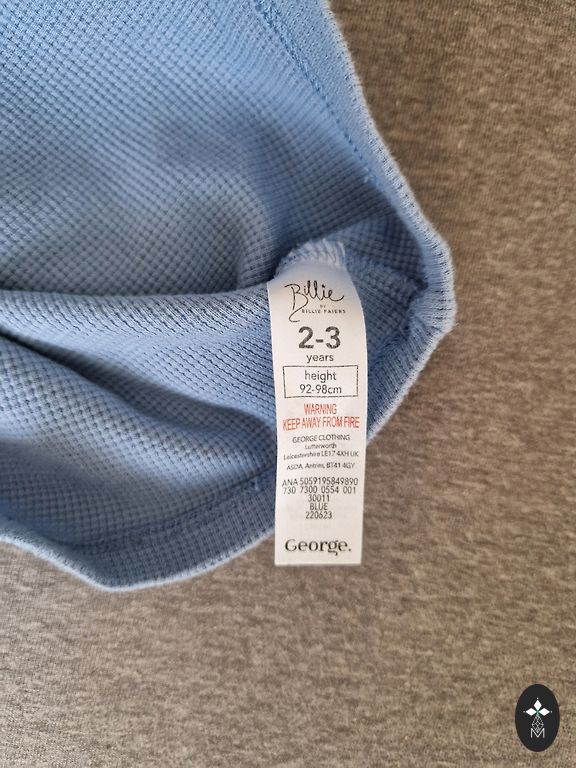 Billie
BY
BILLIE FAIERS
2-3
years
height
92-98cm
WARNING
KEEP AWAY FROM FIRE
GEORGE CLOTHING
Lutterworth
Leicestershire LE17 4XH UK
ASDA, Antrim, BT41 4GY
ANA 5059195849890
730 7300 0554 001
30011
BLUE
220623
George.
M